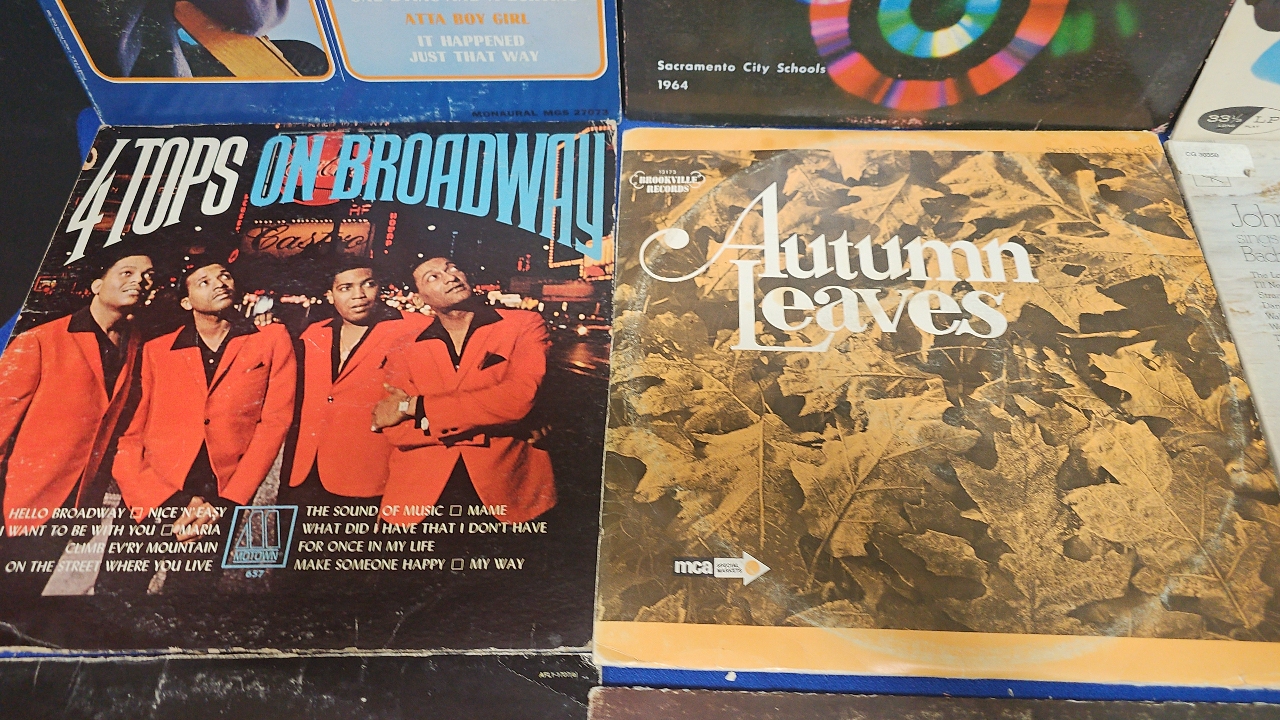 ATTA BOY GIRL
IT HAPPENED
JUST THAT WAY
MONAURAL MGS 27073
Sacramento City Schools
1964
33⅓
LP
4 TOPS ON BROADWAY
Castro
HELLO BROADWAY □ NICE 'N' EASY
I WANT TO BE WITH YOU □ MARIA
CLIMB EV'RY MOUNTAIN
ON THE STREET WHERE YOU LIVE
MOTOWN
657
THE SOUND OF MUSIC □ MAME
WHAT DID I HAVE THAT I DON'T HAVE
FOR ONCE IN MY LIFE
MAKE SOMEONE HAPPY □ MY WAY
BROOKVILLE
RECORDS
Autumn
Leaves
mca SPECIAL
MARKETS
John
sings
Bach